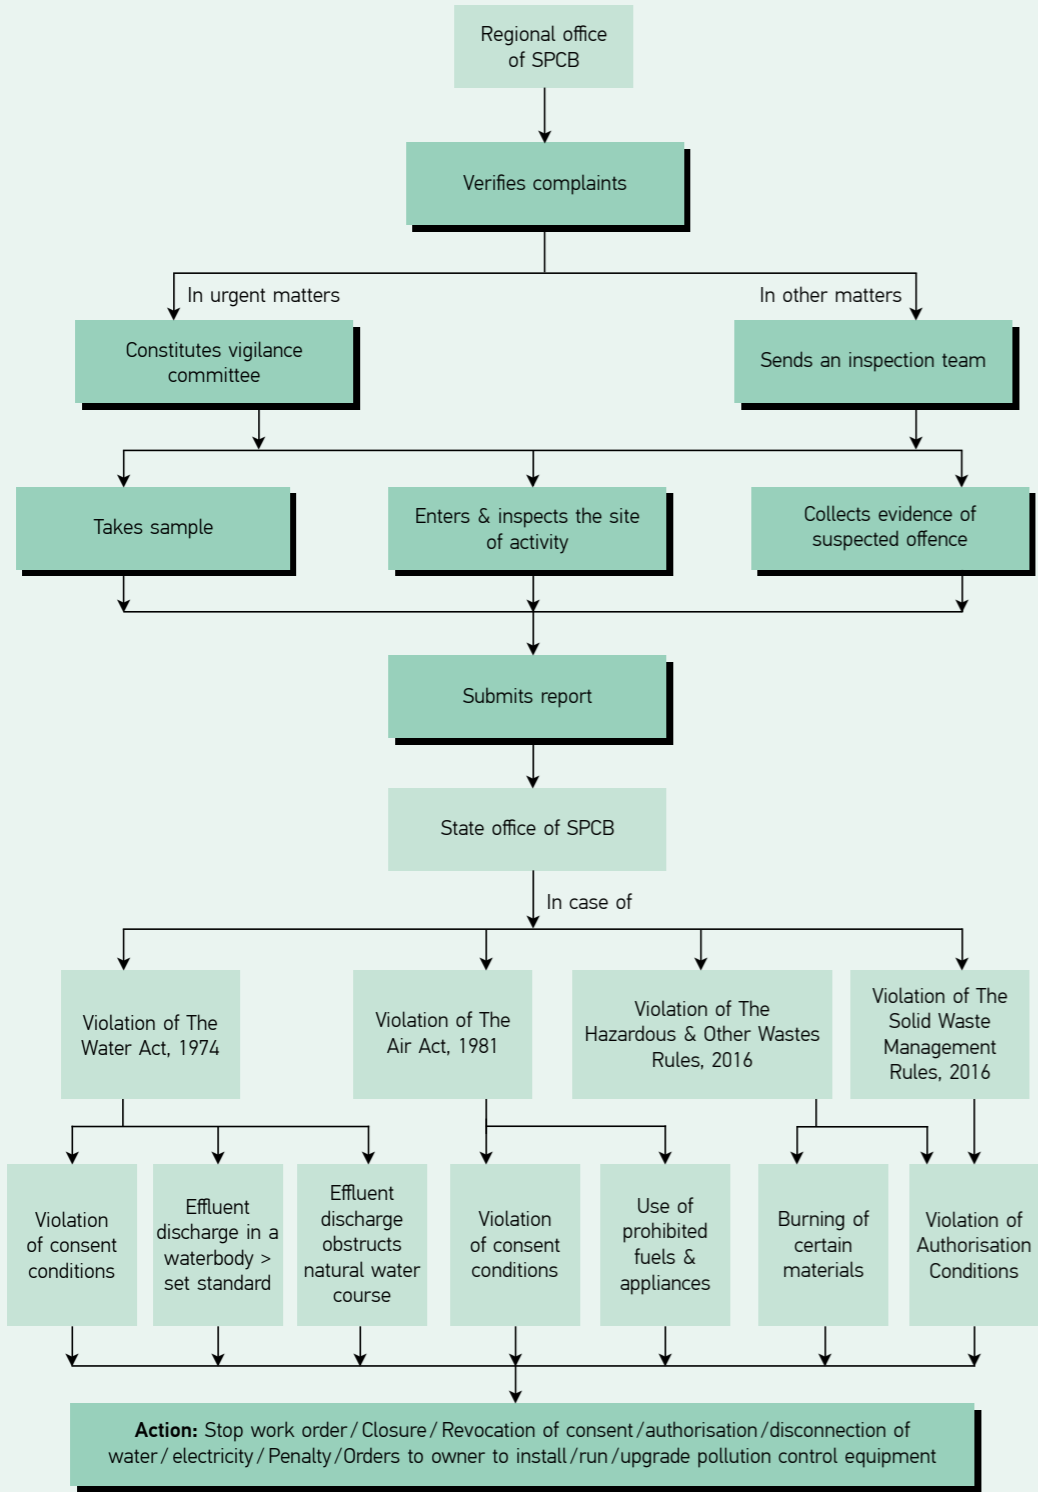 Regional office
of SPCB
Verifies complaints
In urgent matters
In other matters
Constitutes vigilance
committee
Sends an inspection team
Takes sample
Enters & inspects the site
of activity
Collects evidence of
suspected offence
Submits report
State office of SPCB
In case of
Violation of The
Water Act, 1974
Violation of The
Air Act, 1981
Violation of The
Hazardous & Other Wastes
Rules, 2016
Violation of The
Solid Waste
Management
Rules, 2016
Violation
of consent
conditions
Effluent
discharge in a
waterbody >
set standard
Effluent
discharge
obstructs
natural water
course
Violation
of consent
conditions
Use of
prohibited
fuels &
appliances
Burning of
certain
materials
Violation of
Authorisation
Conditions
Action: Stop work order/Closure/Revocation of consent/authorisation/disconnection of
water/electricity/Penalty/Orders to owner to install/run/upgrade pollution control equipment